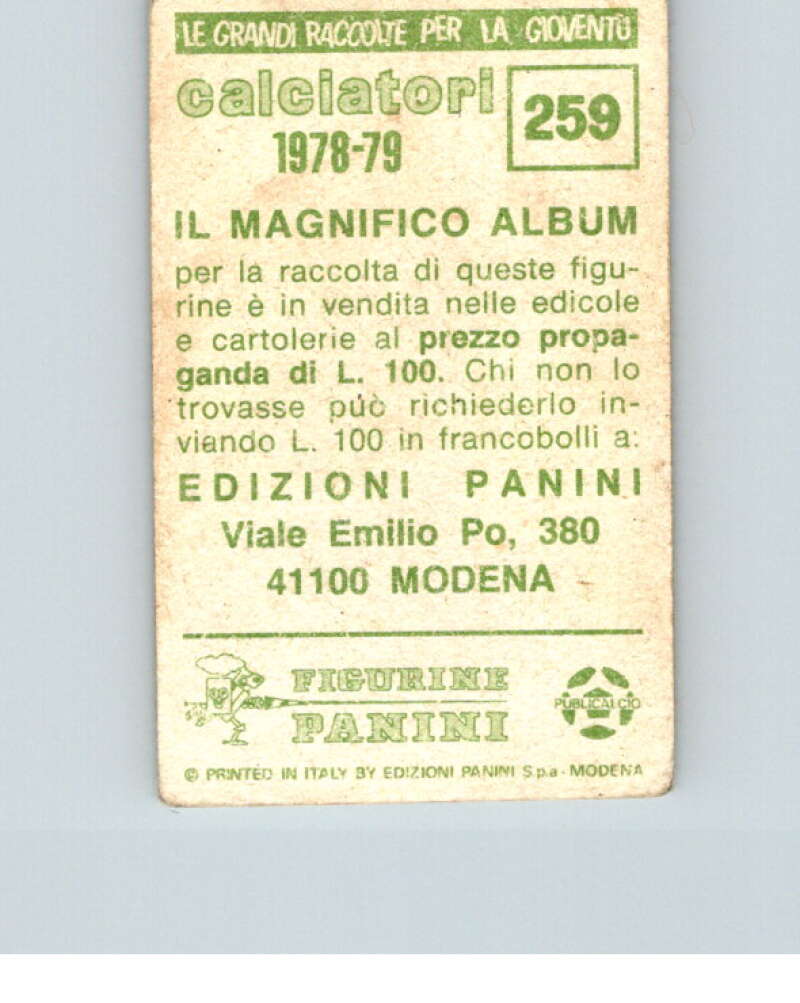 LE GRANDI RACCOLTE PER LA GIOVENTÙ
calciatori
1978-79
259
IL MAGNIFICO ALBUM
per la raccolta di queste figu-
rine è in vendita nelle edicole
e cartolerie al prezzo propa-
ganda di L. 100. Chi non lo
trovasse può richiederlo in-
viando L. 100 in francobolli a:
EDIZIONI PANINI
Viale Emilio Po, 380
41100 MODENA
FIGURINE
PANINI
PUBLICALCIO
© PRINTED IN ITALY BY EDIZIONI PANINI S.p.a - MODENA